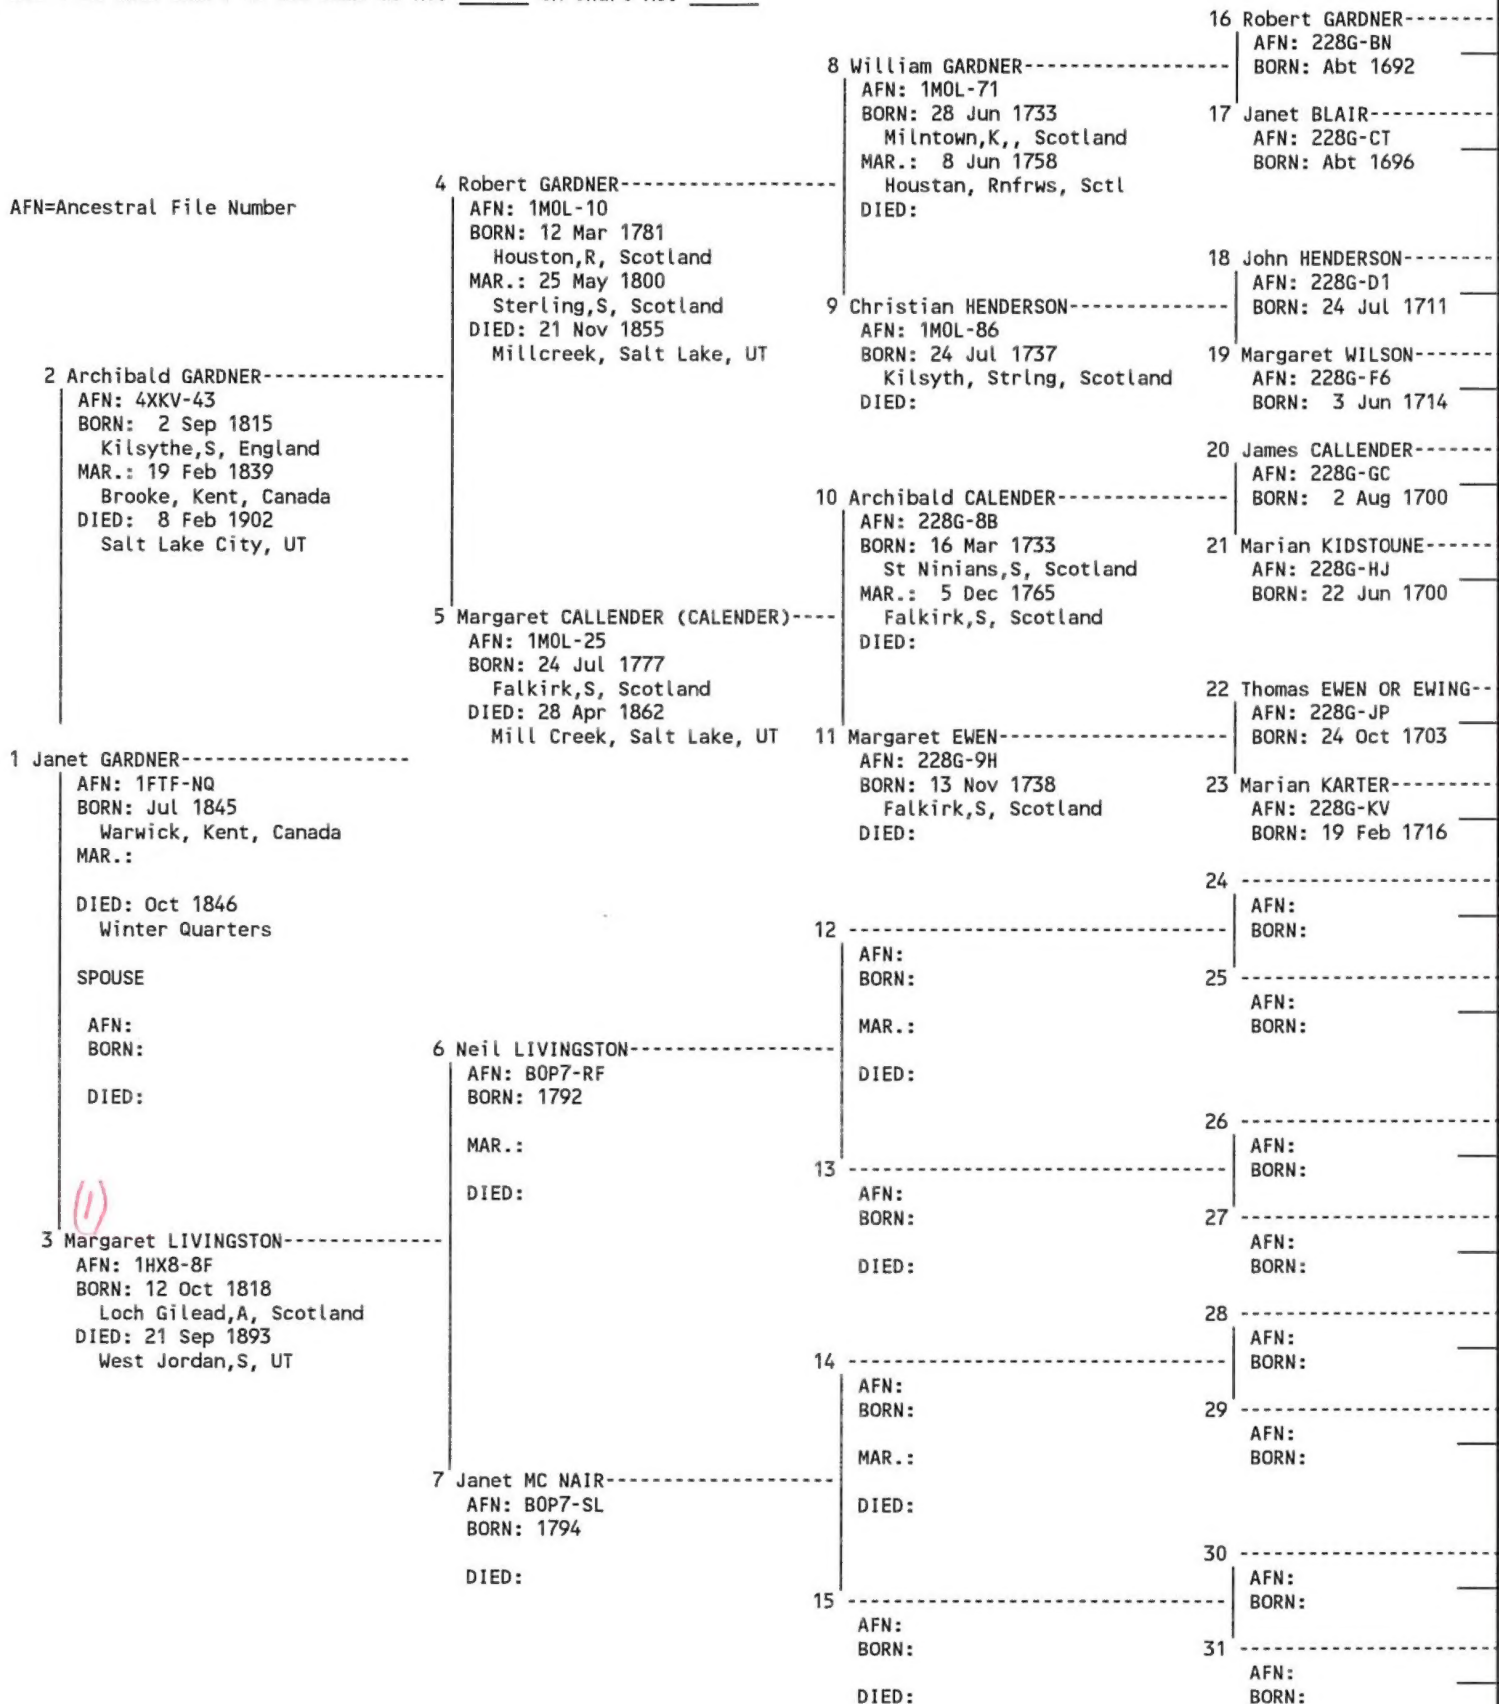 AFN=Ancestral File Number
1 Janet GARDNER-------------------
AFN: 1FTF-NQ
BORN: Jul 1845
Warwick, Kent, Canada
MAR.:
DIED: Oct 1846
Winter Quarters
SPOUSE
AFN:
BORN:
DIED:
2 Archibald GARDNER---------------
AFN: 4XKV-43
BORN:  2 Sep 1815
Kilsythe,S, England
MAR.: 19 Feb 1839
Brooke, Kent, Canada
DIED:  8 Feb 1902
Salt Lake City, UT
(1)
3 Margaret LIVINGSTON-------------
AFN: 1HX8-8F
BORN: 12 Oct 1818
Loch Gilead,A, Scotland
DIED: 21 Sep 1893
West Jordan,S, UT
4 Robert GARDNER------------------
AFN: 1MOL-10
BORN: 12 Mar 1781
Houston,R, Scotland
MAR.: 25 May 1800
Sterling,S, Scotland
DIED: 21 Nov 1855
Millcreek, Salt Lake, UT
5 Margaret CALLENDER (CALENDER)----
AFN: 1MOL-25
BORN: 24 Jul 1777
Falkirk,S, Scotland
DIED: 28 Apr 1862
Mill Creek, Salt Lake, UT
6 Neil LIVINGSTON-----------------
AFN: BOP7-RF
BORN: 1792
MAR.:
DIED:
7 Janet MC NAIR-------------------
AFN: BOP7-SL
BORN: 1794
DIED:
8 William GARDNER-----------------
AFN: 1MOL-71
BORN: 28 Jun 1733
Milntown,K,, Scotland
MAR.:  8 Jun 1758
Houstan, Rnfrws, Sctl
DIED:
9 Christian HENDERSON-------------
AFN: 1MOL-86
BORN: 24 Jul 1737
Kilsyth, Strlng, Scotland
DIED:
10 Archibald CALENDER--------------
AFN: 228G-8B
BORN: 16 Mar 1733
St Ninians,S, Scotland
MAR.:  5 Dec 1765
Falkirk,S, Scotland
DIED:
11 Margaret EWEN-------------------
AFN: 228G-9H
BORN: 13 Nov 1738
Falkirk,S, Scotland
DIED:
12 --------------------------------
AFN:
BORN:
MAR.:
DIED:
13 --------------------------------
AFN:
BORN:
DIED:
14 --------------------------------
AFN:
BORN:
MAR.:
DIED:
15 --------------------------------
AFN:
BORN:
DIED:
16 Robert GARDNER--------
AFN: 228G-BN
BORN: Abt 1692
17 Janet BLAIR-----------
AFN: 228G-CT
BORN: Abt 1696
18 John HENDERSON--------
AFN: 228G-D1
BORN: 24 Jul 1711
19 Margaret WILSON-------
AFN: 228G-F6
BORN:  3 Jun 1714
20 James CALLENDER-------
AFN: 228G-GC
BORN:  2 Aug 1700
21 Marian KIDSTOUNE------
AFN: 228G-HJ
BORN: 22 Jun 1700
22 Thomas EWEN OR EWING--
AFN: 228G-JP
BORN: 24 Oct 1703
23 Marian KARTER---------
AFN: 228G-KV
BORN: 19 Feb 1716
24 ----------------------
AFN:
BORN:
25 ----------------------
AFN:
BORN:
26 ----------------------
AFN:
BORN:
27 ----------------------
AFN:
BORN:
28 ----------------------
AFN:
BORN:
29 ----------------------
AFN:
BORN:
30 ----------------------
AFN:
BORN:
31 ----------------------
AFN:
BORN: